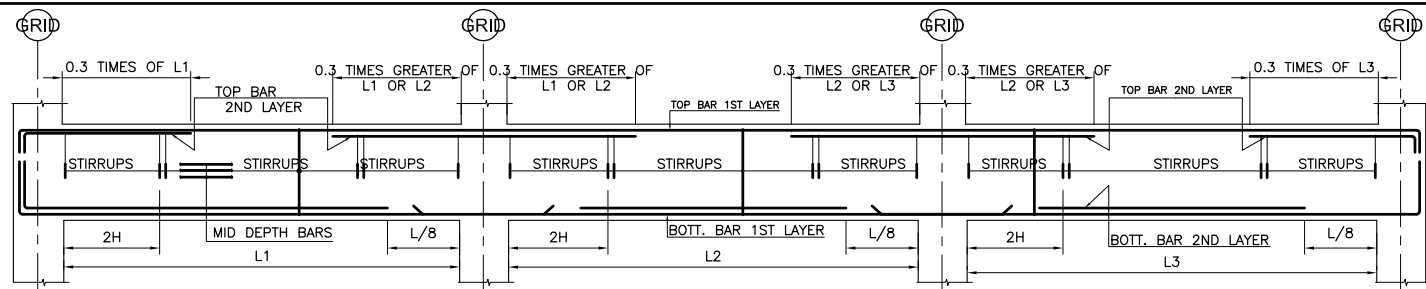 GRID GRID GRID GRID
0.3 TIMES OF L1
0.3 TIMES GREATER OF
L1 OR L2
0.3 TIMES GREATER OF
L1 OR L2
0.3 TIMES GREATER OF
L2 OR L3
0.3 TIMES GREATER OF
L2 OR L3
0.3 TIMES OF L3
TOP BAR
2ND LAYER
TOP BAR 1ST LAYER
TOP BAR 2ND LAYER
STIRRUPS STIRRUPS STIRRUPS STIRRUPS STIRRUPS STIRRUPS STIRRUPS STIRRUPS STIRRUPS
2H
MID DEPTH BARS
L/8
2H
BOTT. BAR 1ST LAYER
L/8
2H
BOTT. BAR 2ND LAYER
L/8
L1
L2
L3